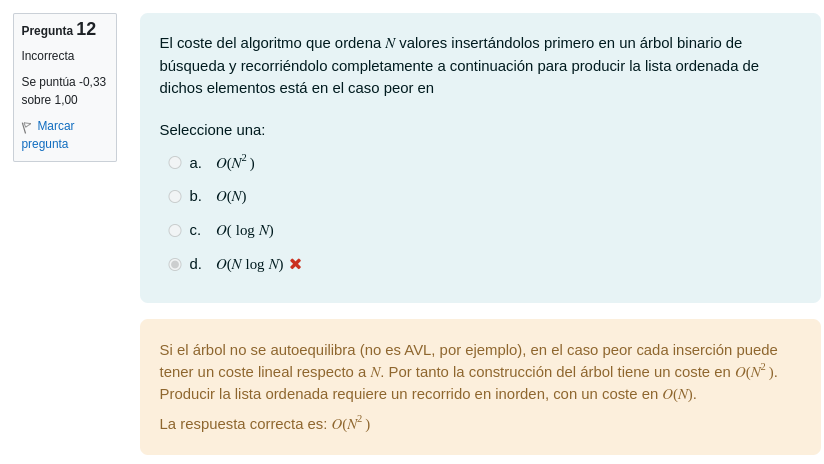 Pregunta 12
Incorrecta
Se puntúa -0,33
sobre 1,00
Marcar
pregunta
El coste del algoritmo que ordena N valores insertándolos primero en un árbol binario de
búsqueda y recorriéndolo completamente a continuación para producir la lista ordenada de
dichos elementos está en el caso peor en
Seleccione una:
a. O(N²)
b. O(N)
c. O( log N)
d. O(N log N)
Si el árbol no se autoequilibra (no es AVL, por ejemplo), en el caso peor cada inserción puede
tener un coste lineal respecto a N. Por tanto la construcción del árbol tiene un coste en O(N²).
Producir la lista ordenada requiere un recorrido en inorden, con un coste en O(N).
La respuesta correcta es: O(N²)